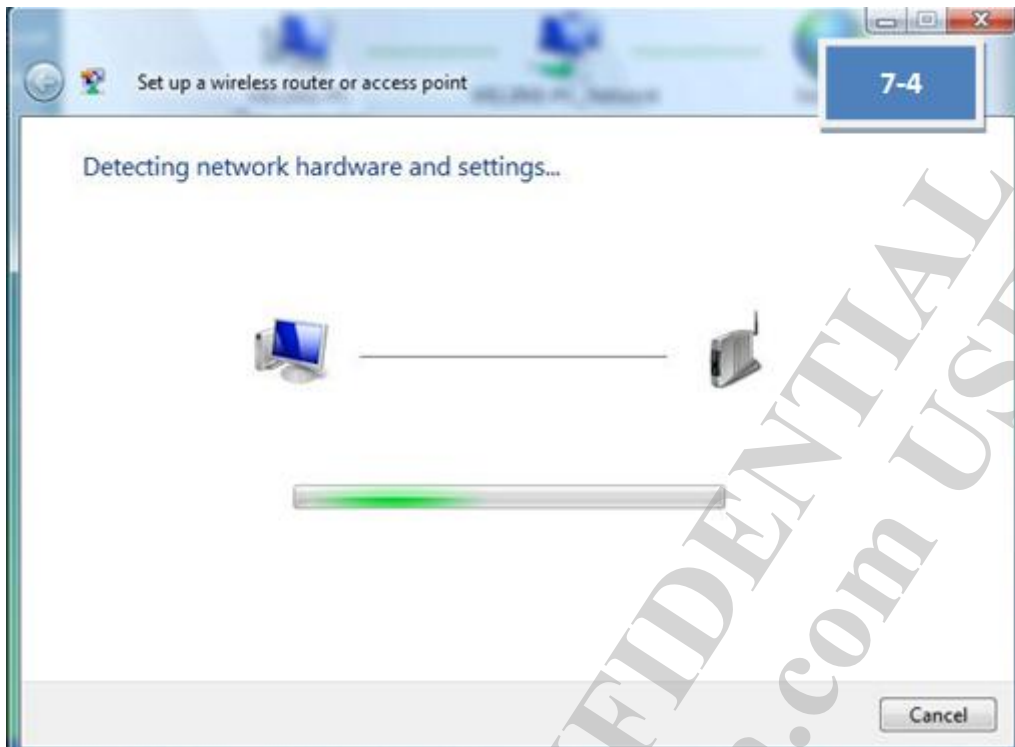 Set up a wireless router or access point
7-4
Detecting network hardware and settings...
Cancel